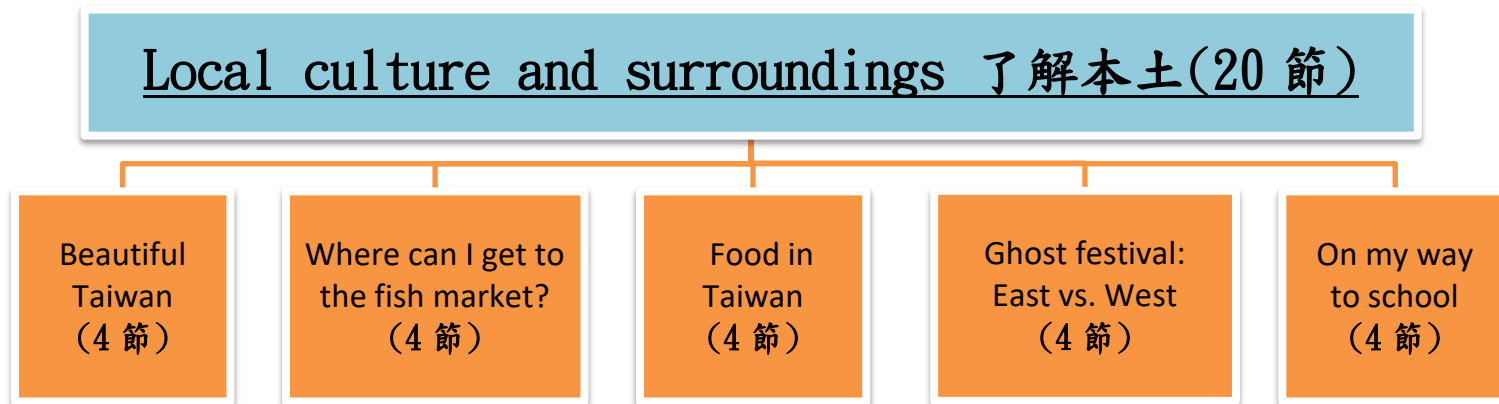 Local culture and surroundings 了解本土(20 節)
Beautiful
Taiwan
(4 節)
Where can I get to
the fish market?
(4 節)
Food in
Taiwan
(4 節)
Ghost festival:
East vs. West
(4 節)
On my way
to school
(4 節)